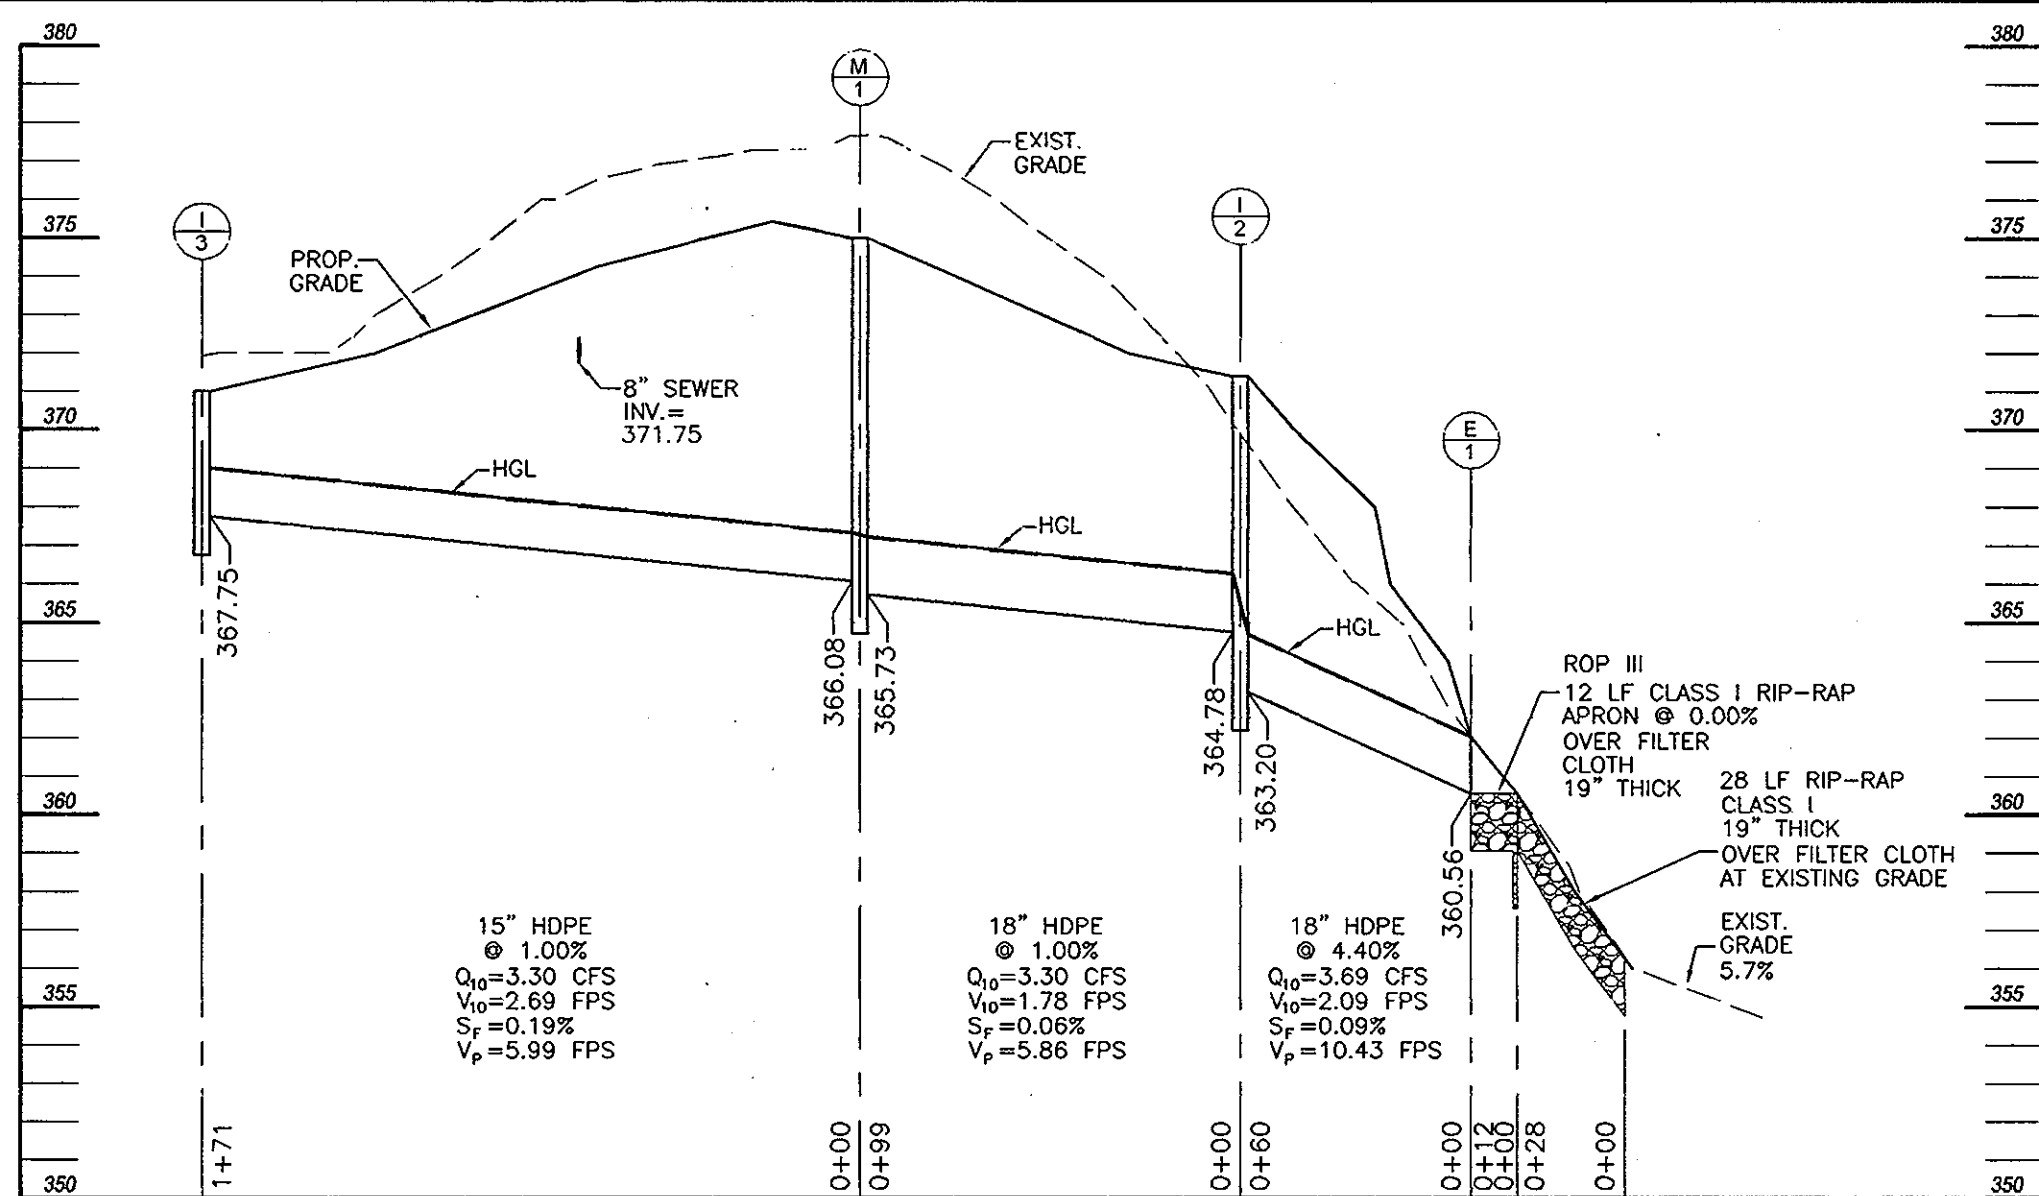 380
380
M
1
EXIST.
GRADE
I
3
I
2
375
375
PROP.
GRADE
8" SEWER
INV.=
371.75
370
370
E
1
HGL
HGL
HGL
365
365
367.75
366.08
365.73
364.78
363.20
360.56
ROP III
12 LF CLASS I RIP-RAP
APRON @ 0.00%
OVER FILTER
CLOTH
19" THICK
28 LF RIP-RAP
CLASS I
19" THICK
OVER FILTER CLOTH
AT EXISTING GRADE
360
360
EXIST.
GRADE
5.7%
15" HDPE
@ 1.00%
Q10=3.30 CFS
V10=2.69 FPS
SF=0.19%
VP=5.99 FPS
18" HDPE
@ 1.00%
Q10=3.30 CFS
V10=1.78 FPS
SF=0.06%
VP=5.86 FPS
18" HDPE
@ 4.40%
Q10=3.69 CFS
V10=2.09 FPS
SF=0.09%
VP=10.43 FPS
355
355
1+71
0+00
0+99
0+00
0+60
0+00
0+12
0+00
0+28
0+00
350
350